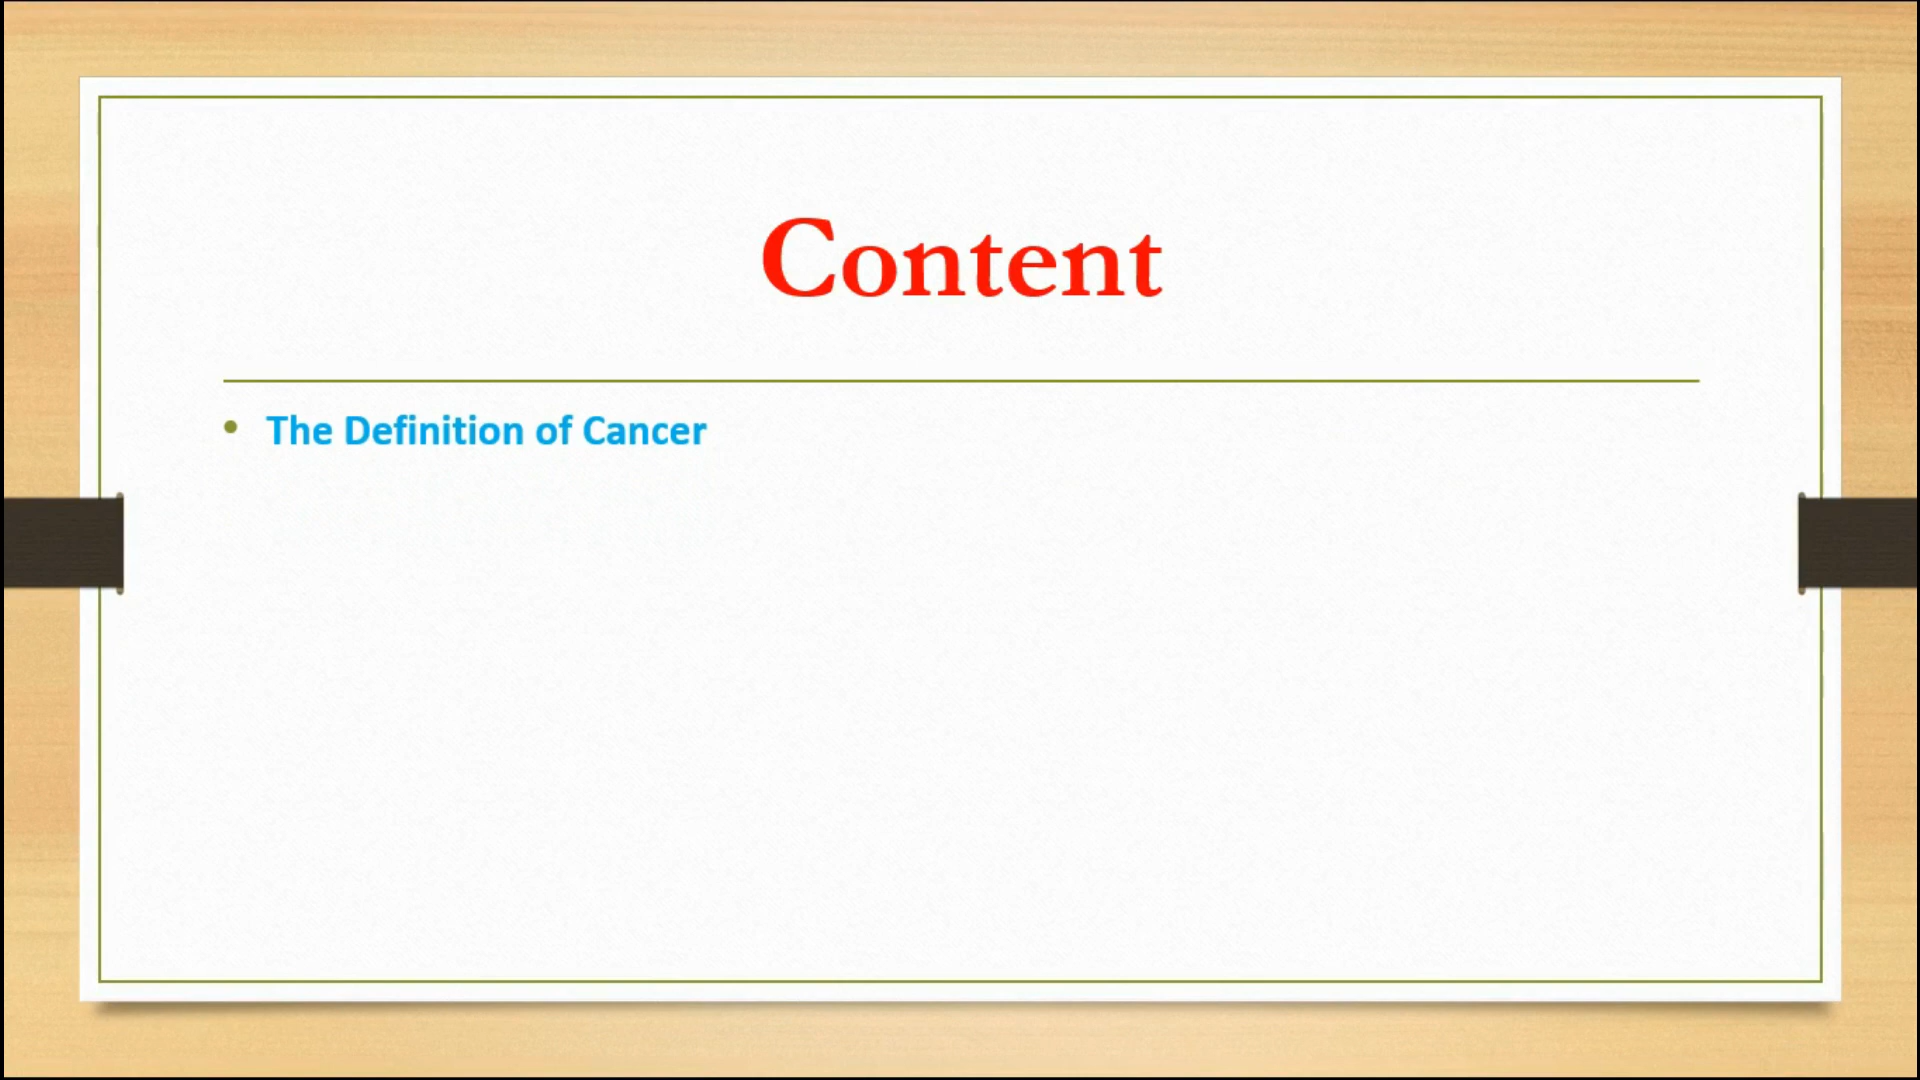 Content
• The Definition of Cancer